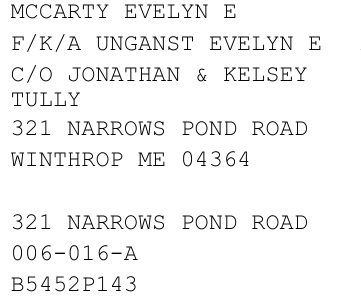 MCCARTY EVELYN E
F/K/A UNGANST EVELYN E
C/O JONATHAN & KELSEY
TULLY
321 NARROWS POND ROAD
WINTHROP ME 04364
321 NARROWS POND ROAD
006-016-A
B5452P143